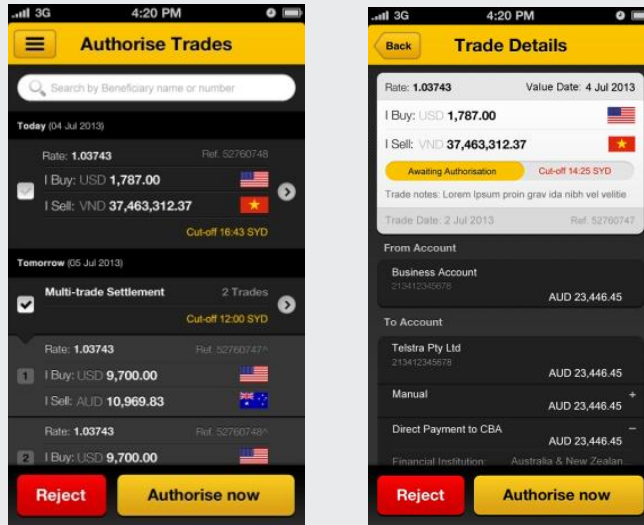 3G 4:20 PM
Authorise Trades
Search by Beneficiary name or number
Today (04 Jul 2013)
Rate: 1.03743 Ref. 52760748
I Buy: USD 1,787.00
I Sell: VND 37,463,312.37
Cut-off 16:43 SYD
Tomorrow (05 Jul 2013)
Multi-trade Settlement 2 Trades
Cut-off 12:00 SYD
Rate: 1.03743 Ref. 52760747^
1 I Buy: USD 9,700.00
I Sell: AUD 10,969.83
Rate: 1.03743 Ref. 52760748^
2 I Buy: USD 9,700.00
Reject Authorise now
3G 4:20 PM
Back Trade Details
Rate: 1.03743 Value Date: 4 Jul 2013
I Buy: USD 1,787.00
I Sell: VND 37,463,312.37
Awaiting Authorisation Cut-off 14:25 SYD
Trade notes: Lorem Ipsum proin grav ida nibh vel velitie
Trade Date: 2 Jul 2013 Ref. 52760747
From Account
Business Account
213412345678
AUD 23,446.45
To Account
Telstra Pty Ltd
213412345678
AUD 23,446.45
Manual +
AUD 23,446.45
Direct Payment to CBA −
AUD 23,446.45
Financial Institution: Australia & New Zealan...
Reject Authorise now